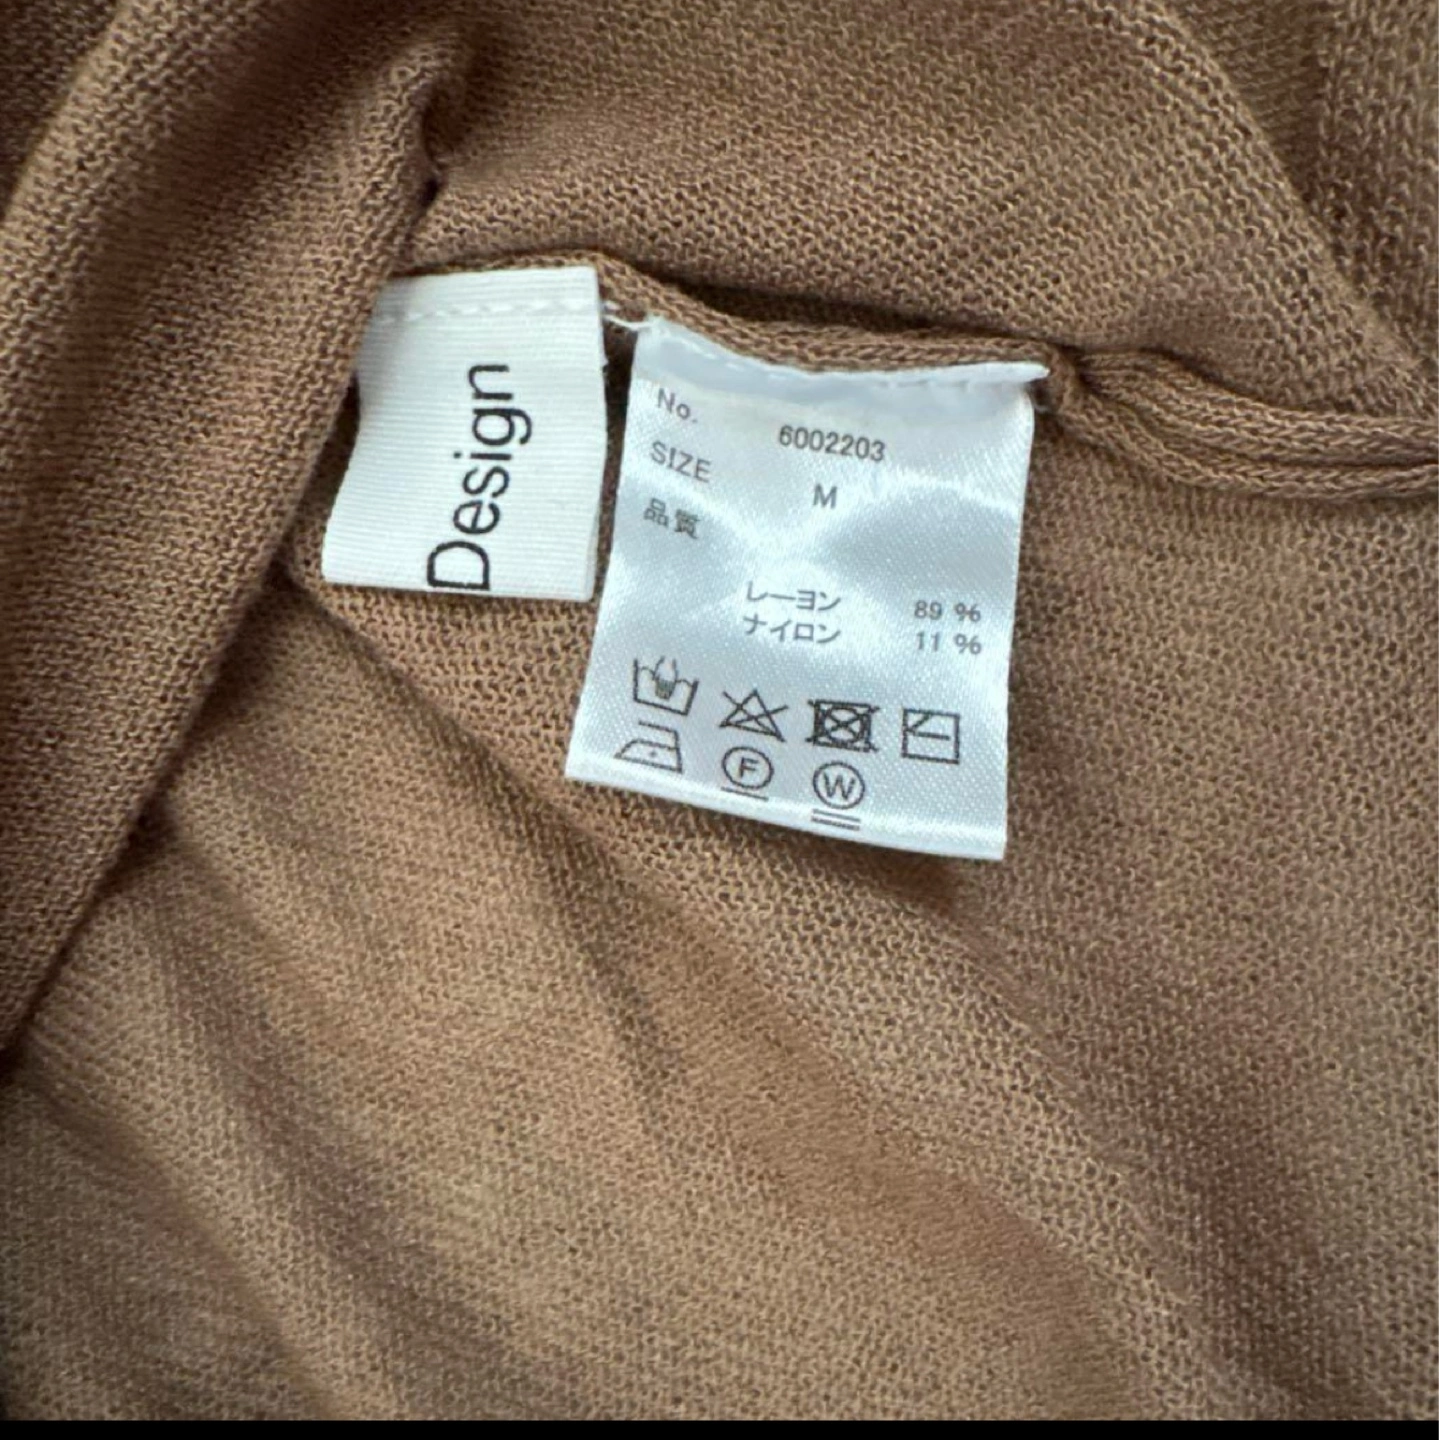 Design
No. 6002203
SIZE M
品質
レーヨン 89 %
ナイロン 11 %
F
W